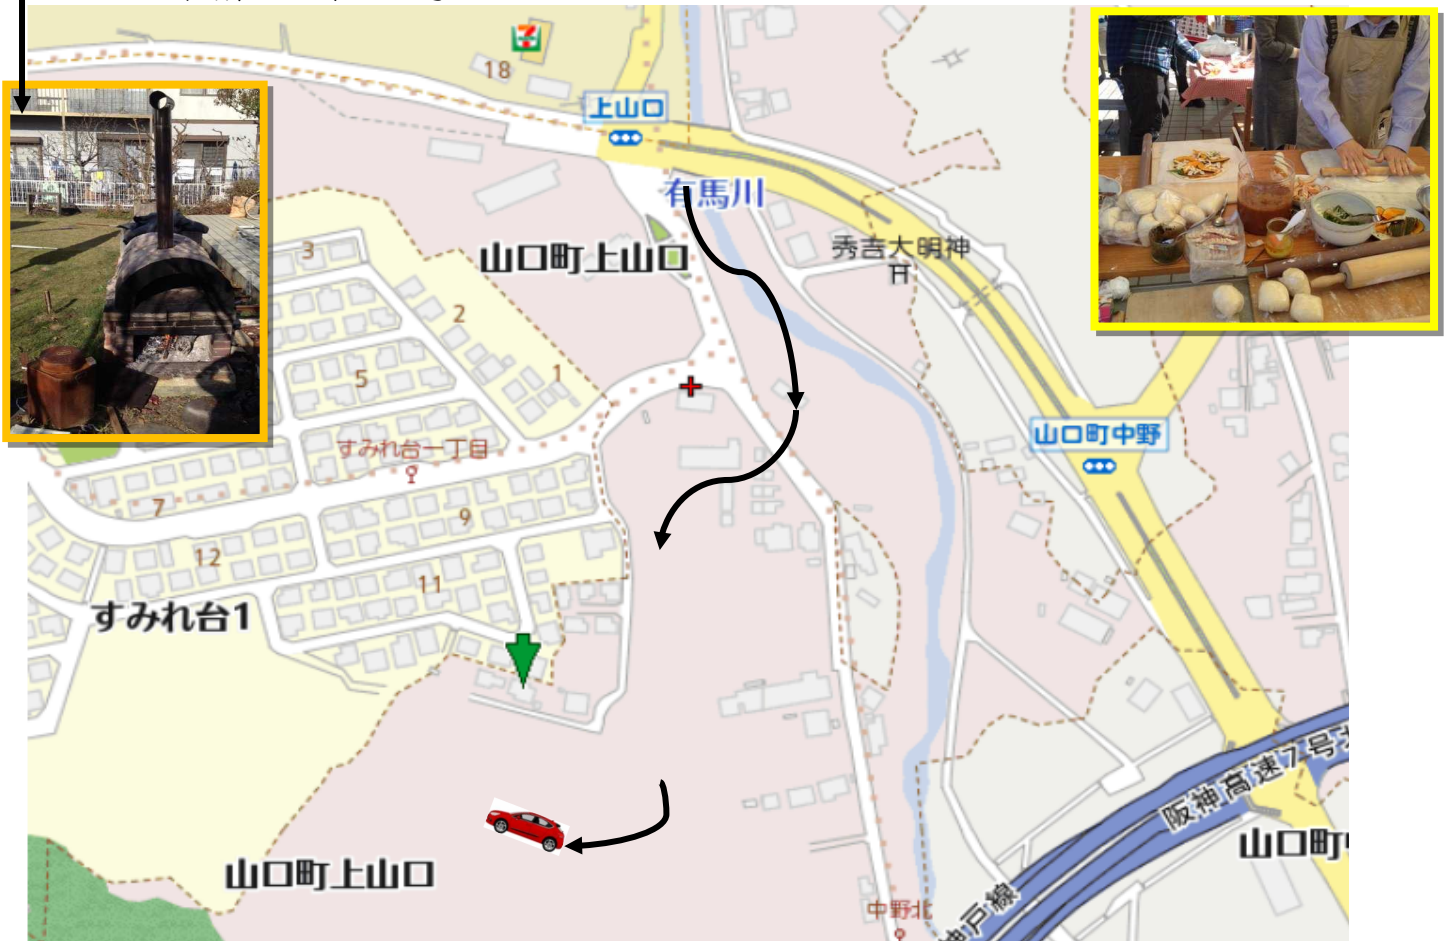 18
上山口
有馬川
山口町上山口
秀吉大明神
3
2
5
1
山口町中野
すみれ台一丁目
7
9
12
11
すみれ台1
阪神高速7号
山口町
山口町上山口
中野北
神戸線